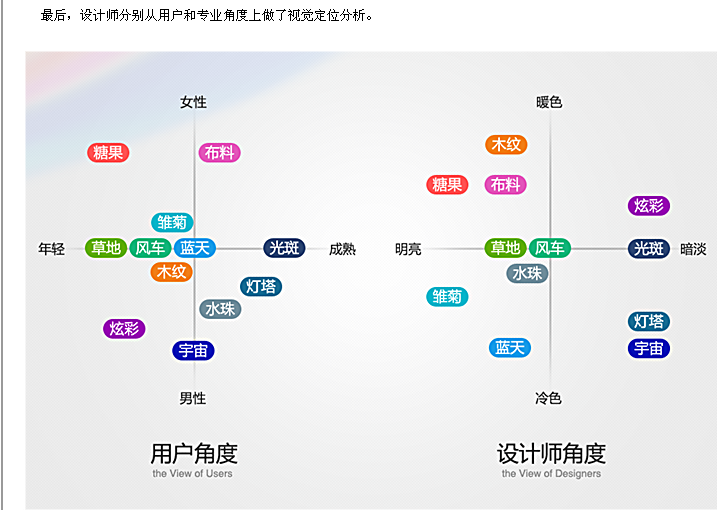 最后，设计师分别从用户和专业角度上做了视觉定位分析。
女性
糖果
布料
雏菊
年轻
草地
风车
蓝天
光斑
成熟
木纹
灯塔
水珠
炫彩
宇宙
男性
用户角度
the View of Users
暖色
木纹
糖果
布料
炫彩
明亮
草地
风车
光斑
暗淡
水珠
雏菊
灯塔
蓝天
宇宙
冷色
设计师角度
the View of Designers